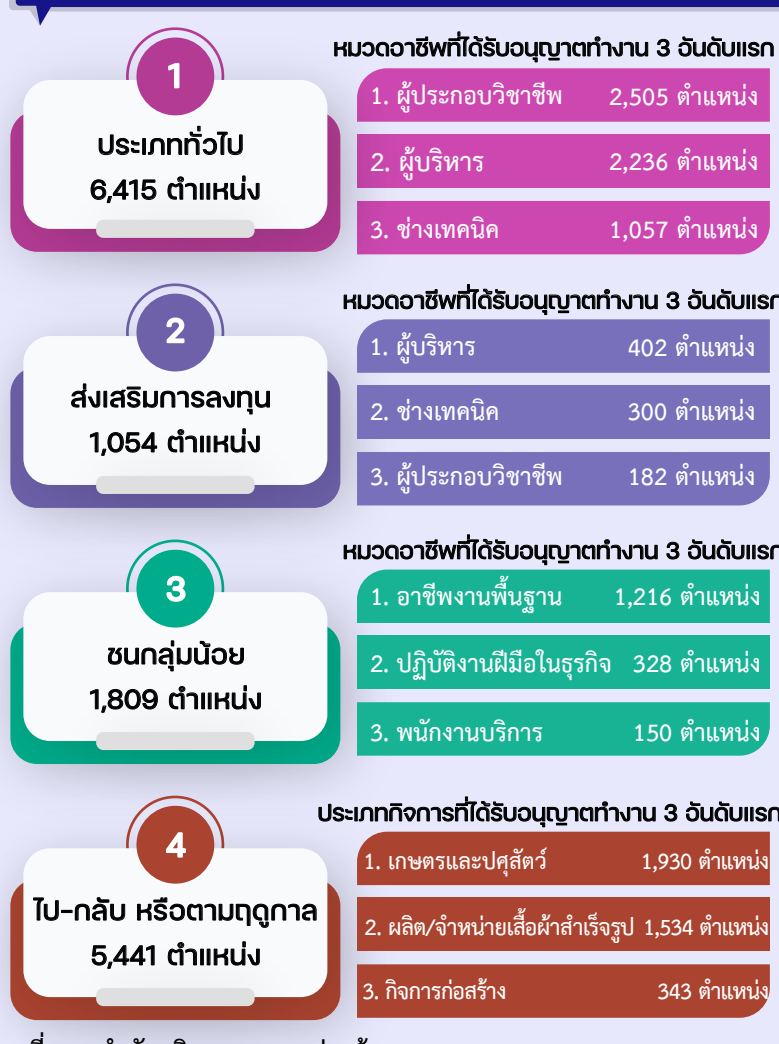 1
ประเภททั่วไป
6,415 ตำแหน่ง
หมวดอาชีพที่ได้รับอนุญาตทำงาน 3 อันดับแรก
1. ผู้ประกอบวิชาชีพ 2,505 ตำแหน่ง
2. ผู้บริหาร 2,236 ตำแหน่ง
3. ช่างเทคนิค 1,057 ตำแหน่ง
2
ส่งเสริมการลงทุน
1,054 ตำแหน่ง
หมวดอาชีพที่ได้รับอนุญาตทำงาน 3 อันดับแรก
1. ผู้บริหาร 402 ตำแหน่ง
2. ช่างเทคนิค 300 ตำแหน่ง
3. ผู้ประกอบวิชาชีพ 182 ตำแหน่ง
3
ชนกลุ่มน้อย
1,809 ตำแหน่ง
หมวดอาชีพที่ได้รับอนุญาตทำงาน 3 อันดับแรก
1. อาชีพงานพื้นฐาน 1,216 ตำแหน่ง
2. ปฏิบัติงานฝีมือในธุรกิจ 328 ตำแหน่ง
3. พนักงานบริการ 150 ตำแหน่ง
4
ไป-กลับ หรือตามฤดูกาล
5,441 ตำแหน่ง
ประเภทกิจการที่ได้รับอนุญาตทำงาน 3 อันดับแรก
1. เกษตรและปศุสัตว์ 1,930 ตำแหน่ง
2. ผลิต/จำหน่ายเสื้อผ้าสำเร็จรูป 1,534 ตำแหน่ง
3. กิจการก่อสร้าง 343 ตำแหน่ง